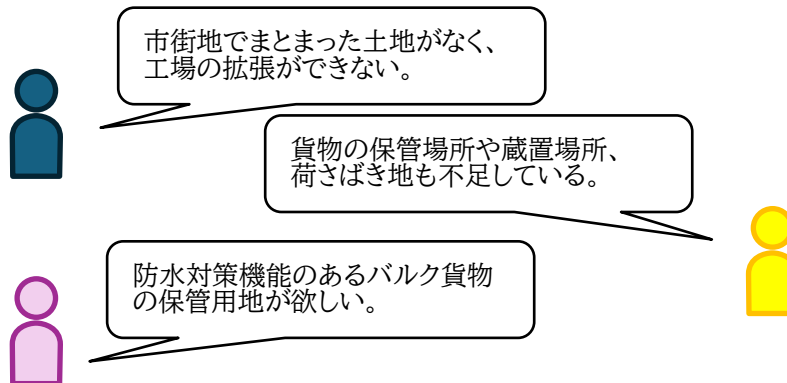 市街地でまとまった土地がなく、
工場の拡張ができない。
貨物の保管場所や蔵置場所、
荷さばき地も不足している。
防水対策機能のあるバルク貨物
の保管用地が欲しい。